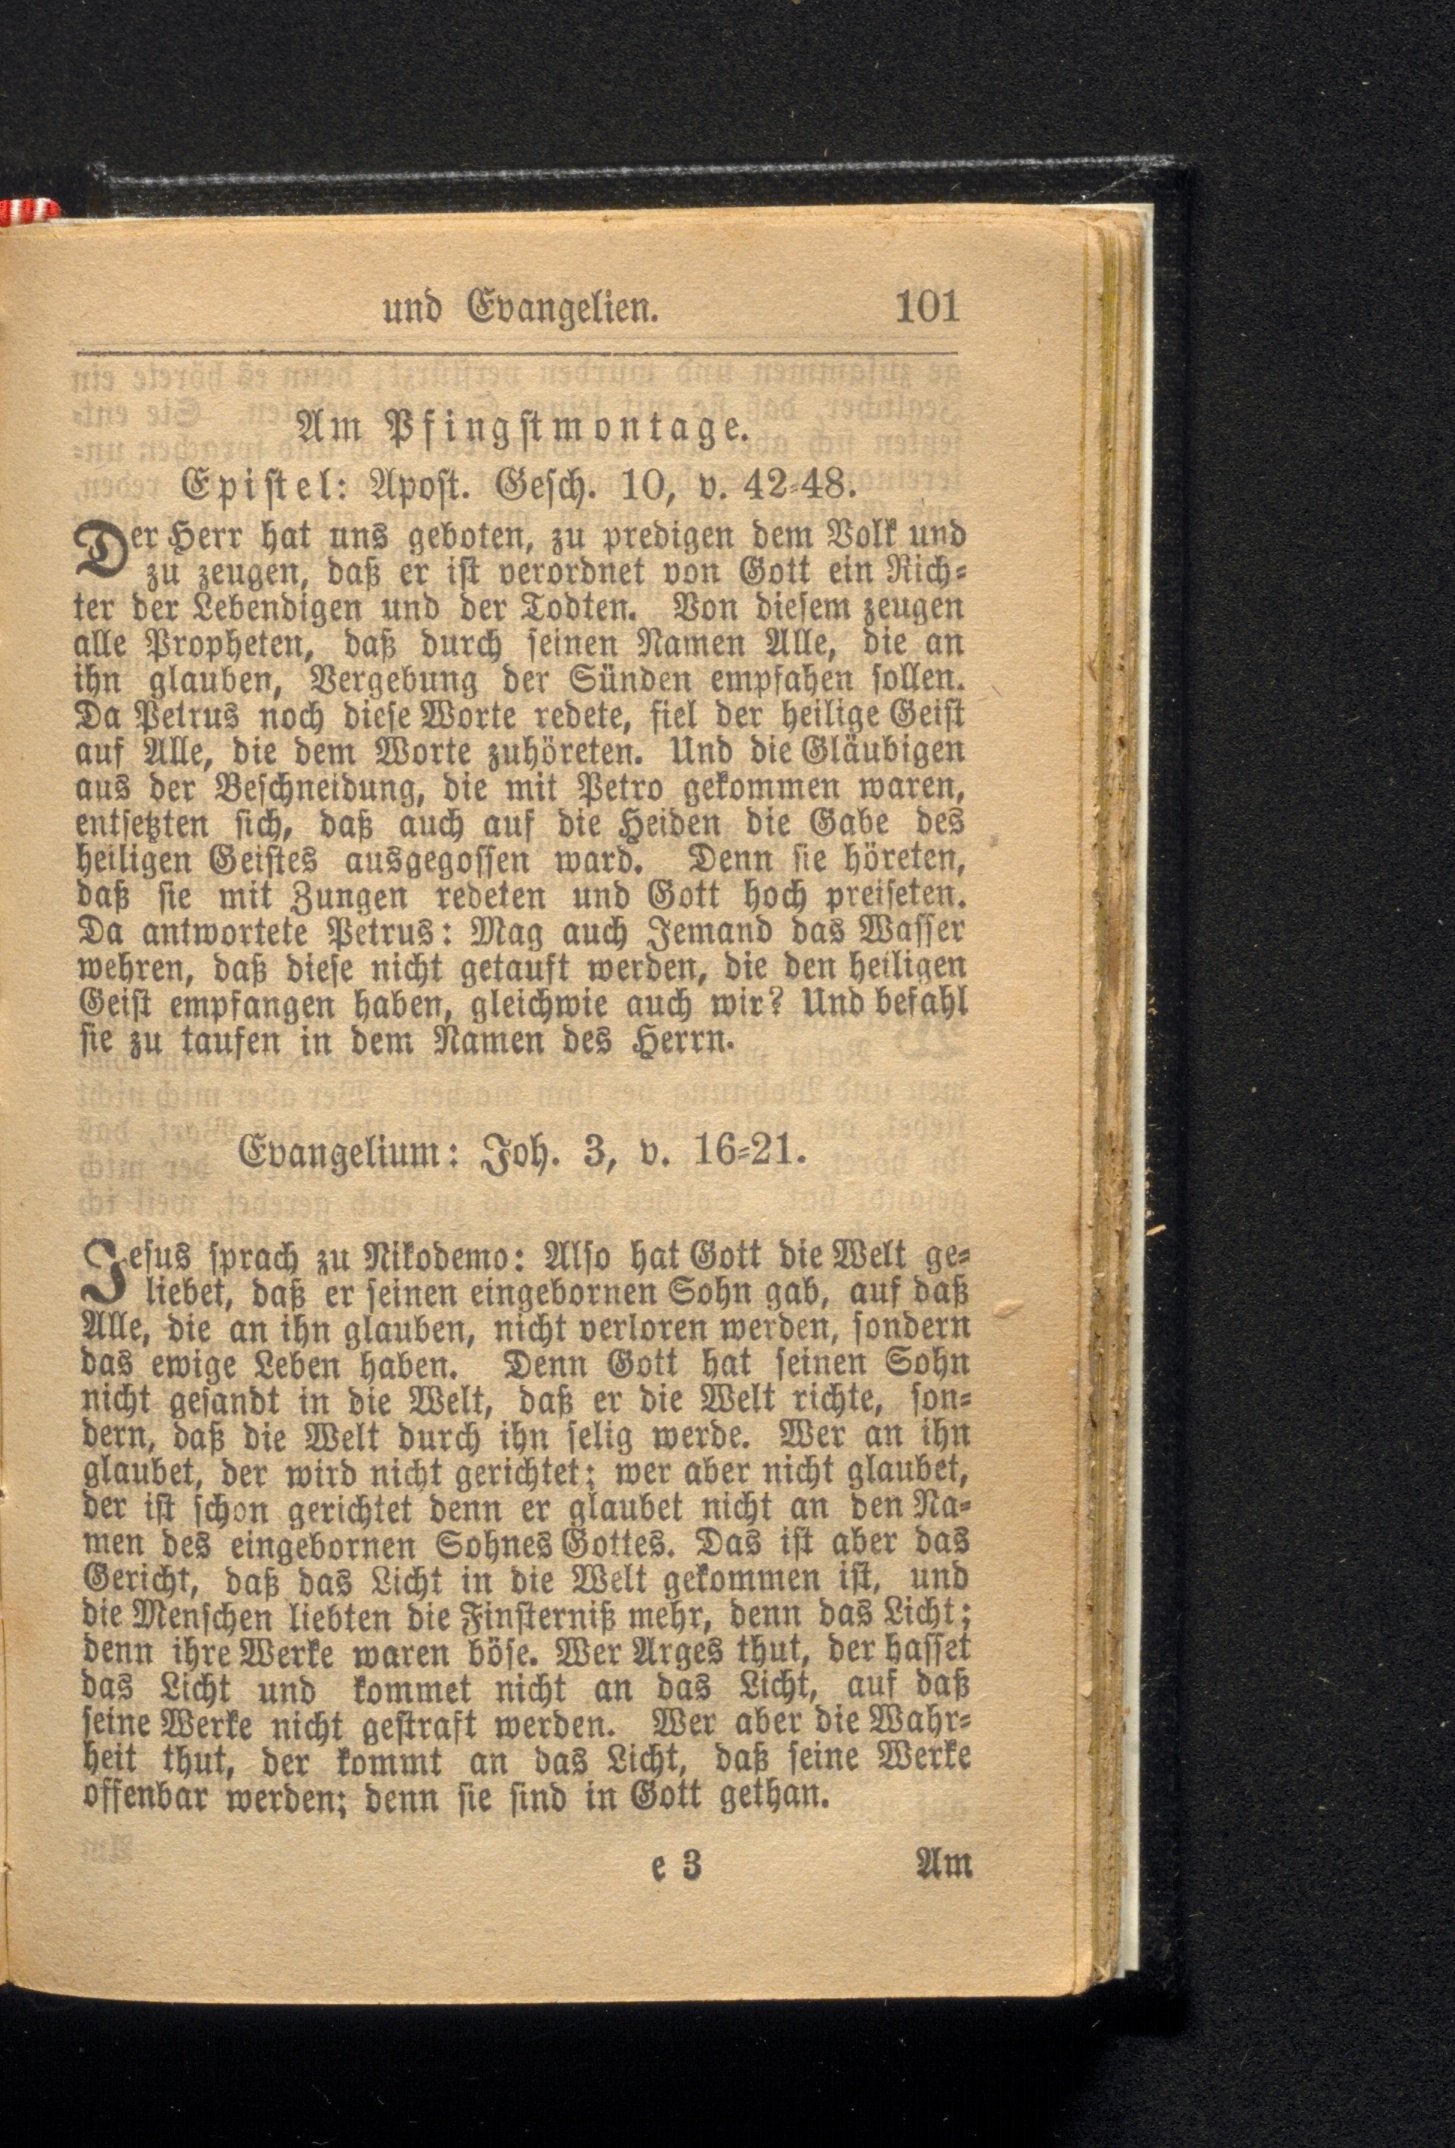 und Evangelien. 101
Am Pfingstmontage.
Epistel: Apost. Gesch. 10, v. 42-48.
Der Herr hat uns geboten, zu predigen dem Volk und
zu zeugen, daß er ist verordnet von Gott ein Rich-
ter der Lebendigen und der Todten. Von diesem zeugen
alle Propheten, daß durch seinen Namen Alle, die an
ihn glauben, Vergebung der Sünden empfahen sollen.
Da Petrus noch diese Worte redete, fiel der heilige Geist
auf Alle, die dem Worte zuhöreten. Und die Gläubigen
aus der Beschneidung, die mit Petro gekommen waren,
entsetzten sich, daß auch auf die Heiden die Gabe des
heiligen Geistes ausgegossen ward. Denn sie höreten,
daß sie mit Zungen redeten und Gott hoch preiseten.
Da antwortete Petrus: Mag auch Jemand das Wasser
wehren, daß diese nicht getauft werden, die den heiligen
Geist empfangen haben, gleichwie auch wir? Und befahl
sie zu taufen in dem Namen des Herrn.
Evangelium: Joh. 3, v. 16-21.
Jesus sprach zu Nikodemo: Also hat Gott die Welt ge-
liebet, daß er seinen eingebornen Sohn gab, auf daß
Alle, die an ihn glauben, nicht verloren werden, sondern
das ewige Leben haben. Denn Gott hat seinen Sohn
nicht gesandt in die Welt, daß er die Welt richte, son-
dern, daß die Welt durch ihn selig werde. Wer an ihn
glaubet, der wird nicht gerichtet; wer aber nicht glaubet,
der ist schon gerichtet denn er glaubet nicht an den Na-
men des eingebornen Sohnes Gottes. Das ist aber das
Gericht, daß das Licht in die Welt gekommen ist, und
die Menschen liebten die Finsterniß mehr, denn das Licht;
denn ihre Werke waren böse. Wer Arges thut, der hasset
das Licht und kommet nicht an das Licht, auf daß
seine Werke nicht gestraft werden. Wer aber die Wahr-
heit thut, der kommt an das Licht, daß seine Werke
offenbar werden; denn sie sind in Gott gethan.
e 3 Am